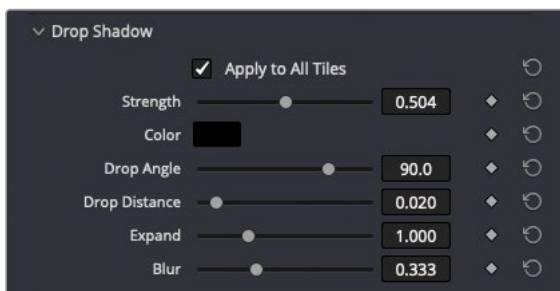 Drop Shadow
Apply to All Tiles
Strength 0.504
Color
Drop Angle 90.0
Drop Distance 0.020
Expand 1.000
Blur 0.333